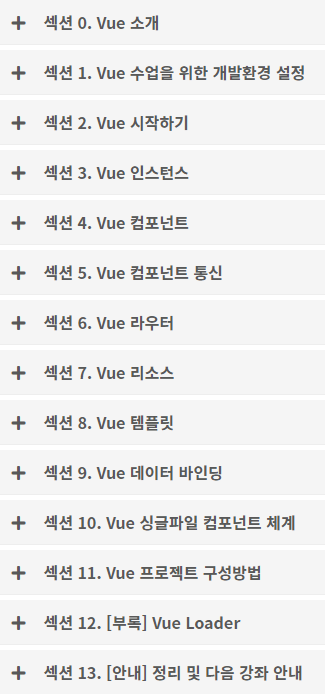 섹션 0. Vue 소개
섹션 1. Vue 수업을 위한 개발환경 설정
섹션 2. Vue 시작하기
섹션 3. Vue 인스턴스
섹션 4. Vue 컴포넌트
섹션 5. Vue 컴포넌트 통신
섹션 6. Vue 라우터
섹션 7. Vue 리소스
섹션 8. Vue 템플릿
섹션 9. Vue 데이터 바인딩
섹션 10. Vue 싱글파일 컴포넌트 체계
섹션 11. Vue 프로젝트 구성방법
섹션 12. [부록] Vue Loader
섹션 13. [안내] 정리 및 다음 강좌 안내